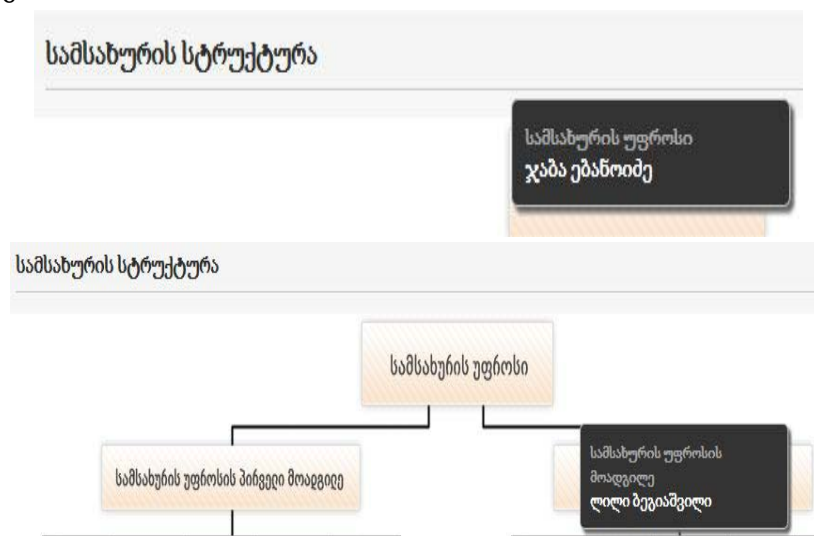 სამსახურის სტრუქტურა
სამსახურის უფროსი
ჯაბა ებანოიძე
სამსახურის სტრუქტურა
სამსახურის უფროსი
სამსახურის უფროსის პირველი მოადგილე
სამსახურის უფროსის
მოადგილე
ლილი ბეგიაშვილი